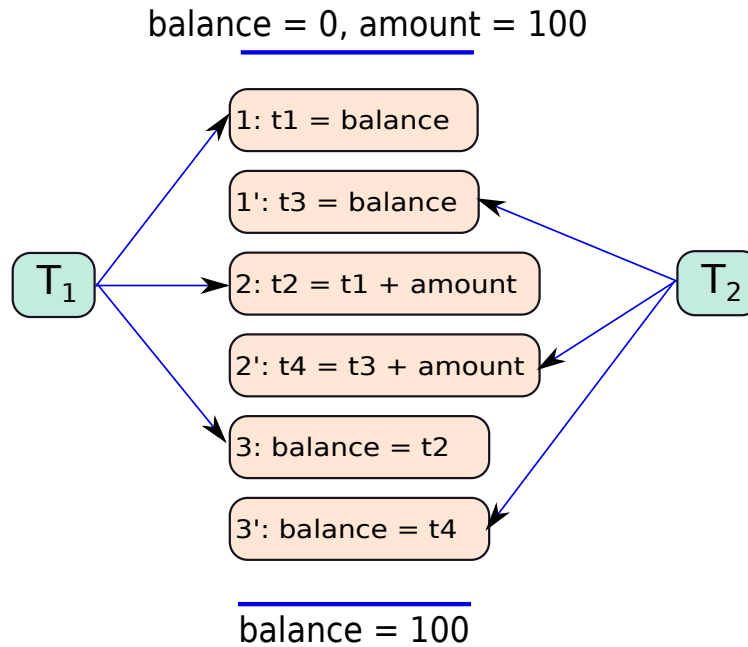 balance = 0, amount = 100
1: t1 = balance
1': t3 = balance
T₁
2: t2 = t1 + amount
T₂
2': t4 = t3 + amount
3: balance = t2
3': balance = t4
balance = 100